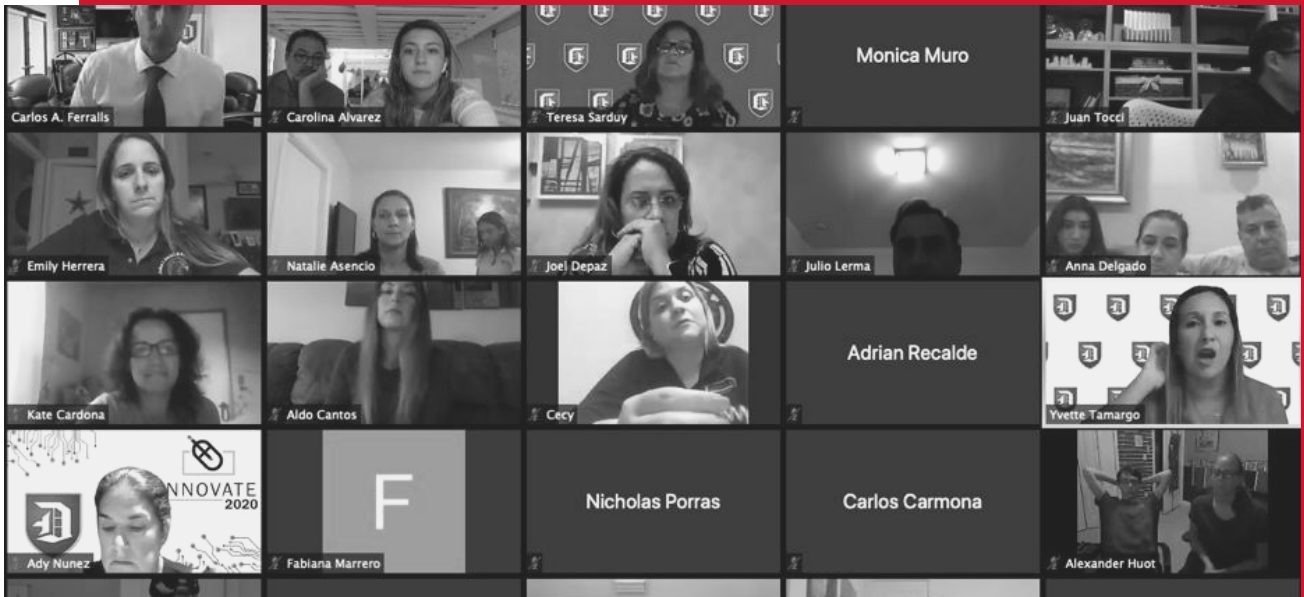 Carlos A. Ferralls
Carolina Alvarez
Teresa Sarduy
Monica Muro
Juan Tocci
Emily Herrera
Natalie Asencio
Joel Depaz
Julio Lerma
Anna Delgado
Kate Cardona
Aldo Cantos
Cecy
Adrian Recalde
Yvette Tamargo
NNOVATE
2020
Ady Nunez
F
Fabiana Marrero
Nicholas Porras
Carlos Carmona
Alexander Huot